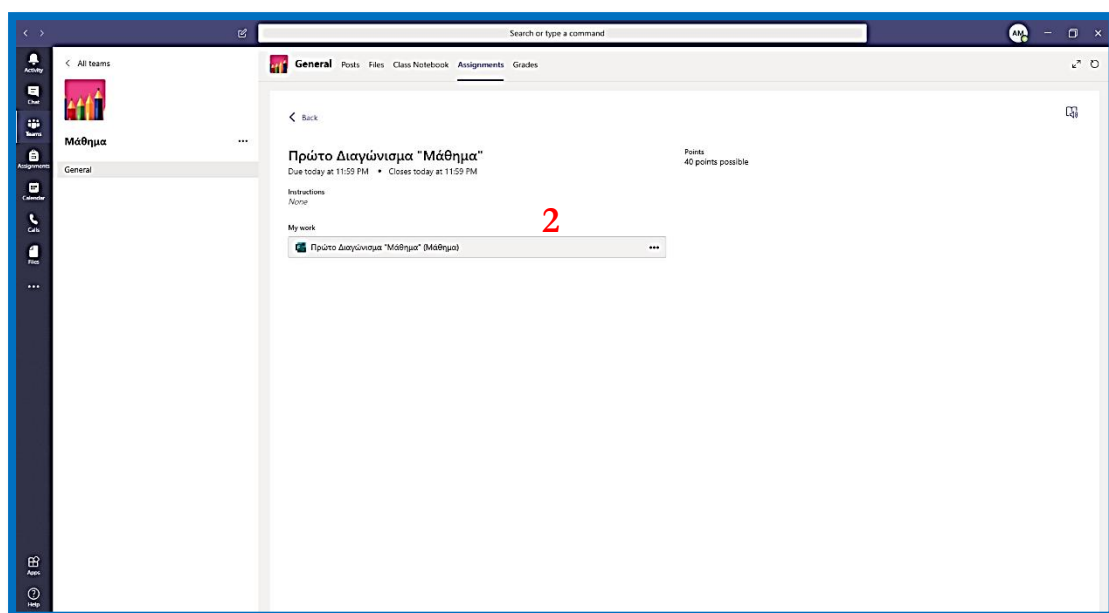 Search or type a command
AM
Activity
Chat
Teams
Assignments
Calendar
Calls
Files
Apps
Help
All teams
Μάθημα
General
General Posts Files Class Notebook Assignments Grades
Back
Πρώτο Διαγώνισμα "Μάθημα"
Due today at 11:59 PM • Closes today at 11:59 PM
Points
40 points possible
Instructions
None
2
My work
Πρώτο Διαγώνισμα "Μάθημα" (Μάθημα)